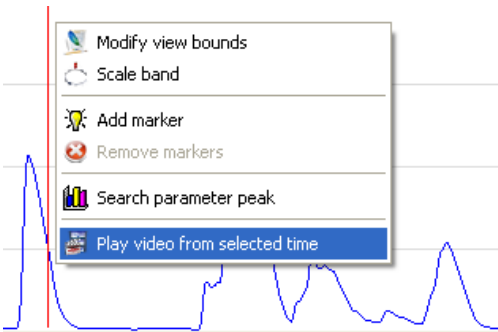 Modify view bounds
Scale band
Add marker
Remove markers
Search parameter peak
Play video from selected time